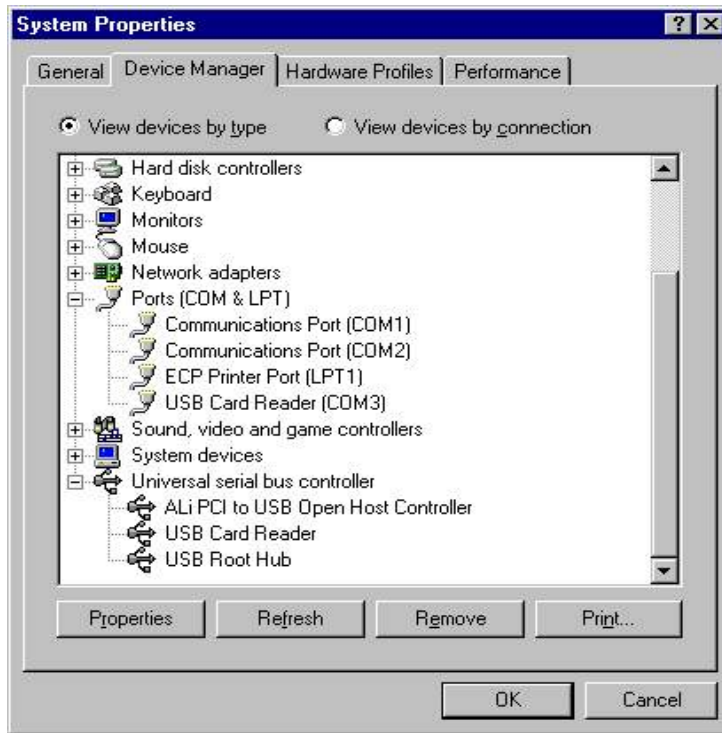 System Properties
General Device Manager Hardware Profiles Performance
View devices by type View devices by connection
Hard disk controllers
Keyboard
Monitors
Mouse
Network adapters
Ports (COM & LPT)
Communications Port (COM1)
Communications Port (COM2)
ECP Printer Port (LPT1)
USB Card Reader (COM3)
Sound, video and game controllers
System devices
Universal serial bus controller
ALi PCI to USB Open Host Controller
USB Card Reader
USB Root Hub
Properties Refresh Remove Print...
OK Cancel